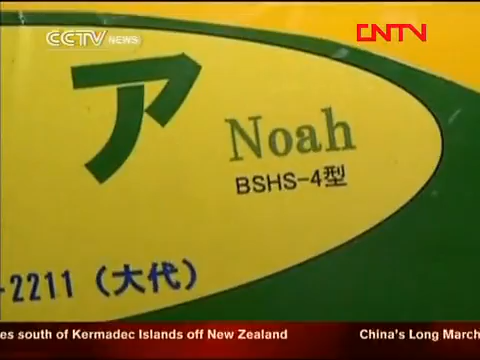 CCTV NEWS
CNTV
ア Noah
BSHS-4型
-2211（大代）
es south of Kermadec Islands off New Zealand China's Long March